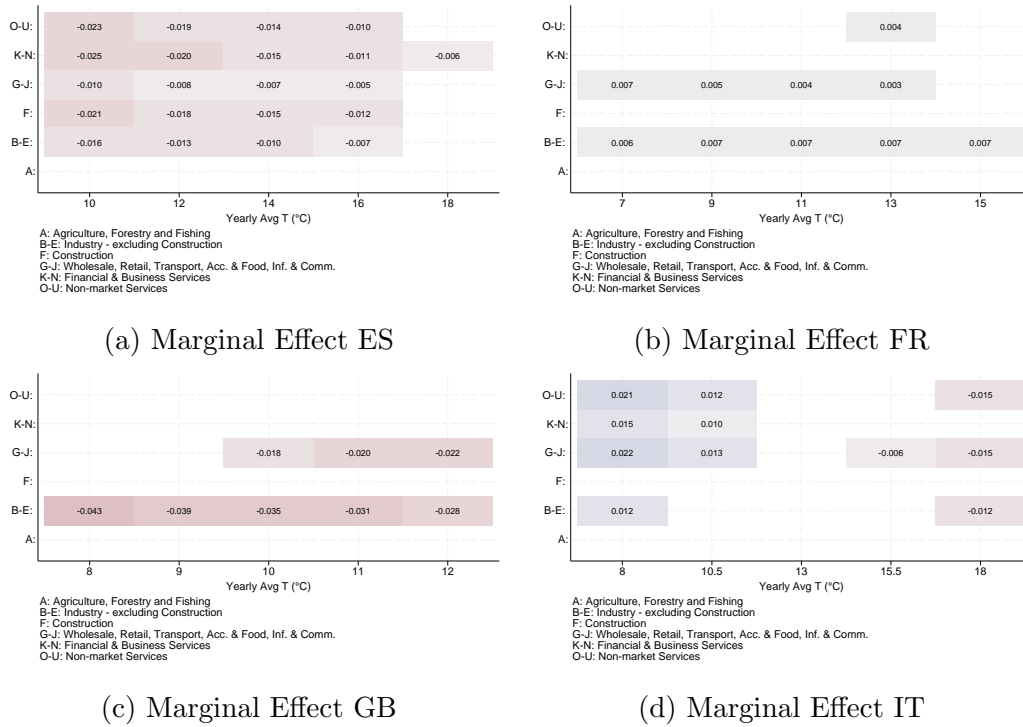 O-U: -0.023 -0.019 -0.014 -0.010
K-N: -0.025 -0.020 -0.015 -0.011 -0.006
G-J: -0.010 -0.008 -0.007 -0.005
F: -0.021 -0.018 -0.015 -0.012
B-E: -0.016 -0.013 -0.010 -0.007
A:
10 12 14 16 18
Yearly Avg T (°C)
A: Agriculture, Forestry and Fishing
B-E: Industry - excluding Construction
F: Construction
G-J: Wholesale, Retail, Transport, Acc. & Food, Inf. & Comm.
K-N: Financial & Business Services
O-U: Non-market Services
(a) Marginal Effect ES
O-U: 0.004
K-N:
G-J: 0.007 0.005 0.004 0.003
F:
B-E: 0.006 0.007 0.007 0.007 0.007
A:
7 9 11 13 15
Yearly Avg T (°C)
A: Agriculture, Forestry and Fishing
B-E: Industry - excluding Construction
F: Construction
G-J: Wholesale, Retail, Transport, Acc. & Food, Inf. & Comm.
K-N: Financial & Business Services
O-U: Non-market Services
(b) Marginal Effect FR
O-U:
K-N:
G-J: -0.018 -0.020 -0.022
F:
B-E: -0.043 -0.039 -0.035 -0.031 -0.028
A:
8 9 10 11 12
Yearly Avg T (°C)
A: Agriculture, Forestry and Fishing
B-E: Industry - excluding Construction
F: Construction
G-J: Wholesale, Retail, Transport, Acc. & Food, Inf. & Comm.
K-N: Financial & Business Services
O-U: Non-market Services
(c) Marginal Effect GB
O-U: 0.021 0.012 -0.015
K-N: 0.015 0.010
G-J: 0.022 0.013 -0.006 -0.015
F:
B-E: 0.012 -0.012
A:
8 10.5 13 15.5 18
Yearly Avg T (°C)
A: Agriculture, Forestry and Fishing
B-E: Industry - excluding Construction
F: Construction
G-J: Wholesale, Retail, Transport, Acc. & Food, Inf. & Comm.
K-N: Financial & Business Services
O-U: Non-market Services
(d) Marginal Effect IT